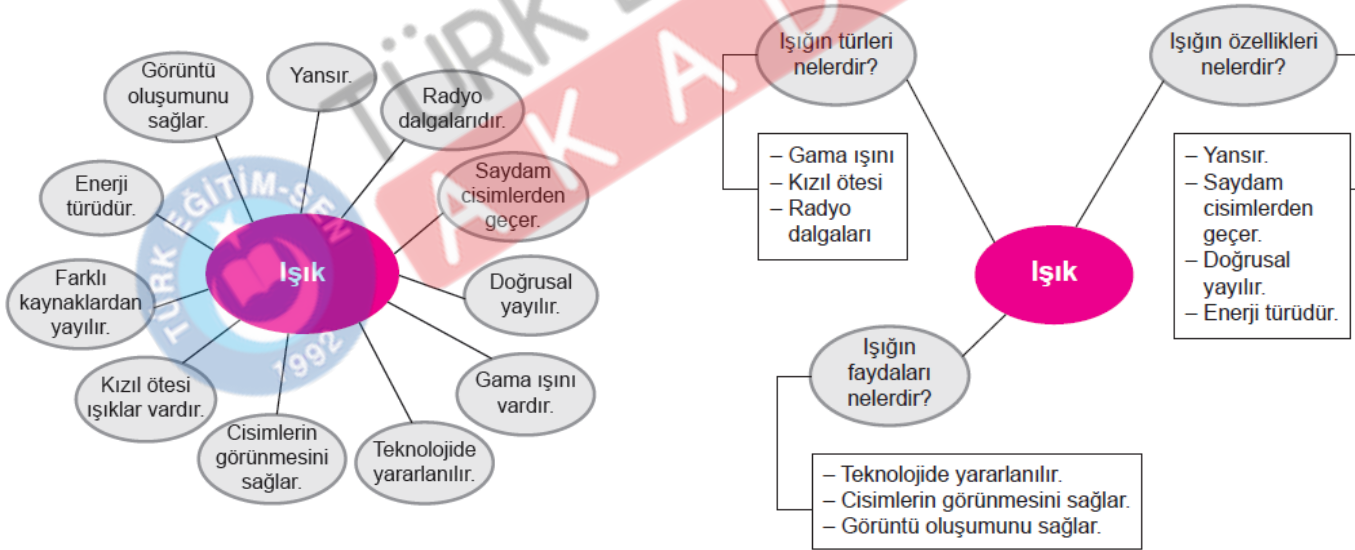 TÜRK E
AKAD
TÜRK EĞİTİM-SEN
1992
Görüntü
oluşumunu
sağlar.
Yansır.
Radyo
dalgalarıdır.
Saydam
cisimlerden
geçer.
Doğrusal
yayılır.
Gama ışını
vardır.
Teknolojide
yararlanılır.
Cisimlerin
görünmesini
sağlar.
Kızıl ötesi
ışıklar vardır.
Farklı
kaynaklardan
yayılır.
Enerji
türüdür.
Işık
Işığın türleri
nelerdir?
– Gama ışını
– Kızıl ötesi
– Radyo
dalgaları
Işığın özellikleri
nelerdir?
– Yansır.
– Saydam
cisimlerden
geçer.
– Doğrusal
yayılır.
– Enerji türüdür.
Işık
Işığın
faydaları
nelerdir?
– Teknolojide yararlanılır.
– Cisimlerin görünmesini sağlar.
– Görüntü oluşumunu sağlar.